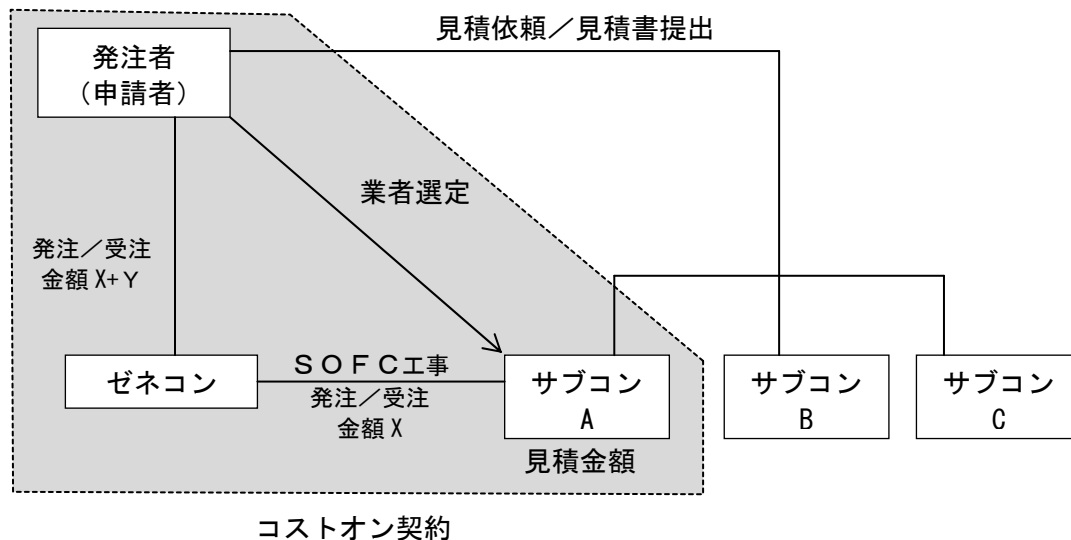 見積依頼／見積書提出
発注者
（申請者）
業者選定
発注／受注
金額 X+Y
ゼネコン
ＳＯＦＣ工事
発注／受注
金額 X
サブコン
A
サブコン
B
サブコン
C
見積金額
コストオン契約